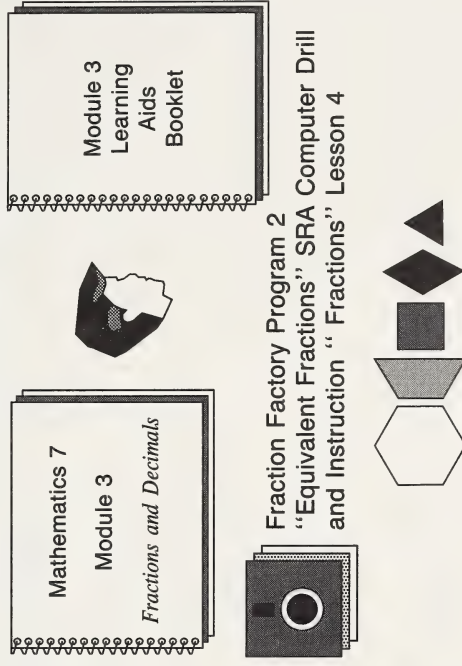 Mathematics 7
Module 3
Fractions and Decimals
Module 3
Learning
Aids
Booklet
Fraction Factory Program 2
“Equivalent Fractions” SRA Computer Drill
and Instruction “ Fractions” Lesson 4